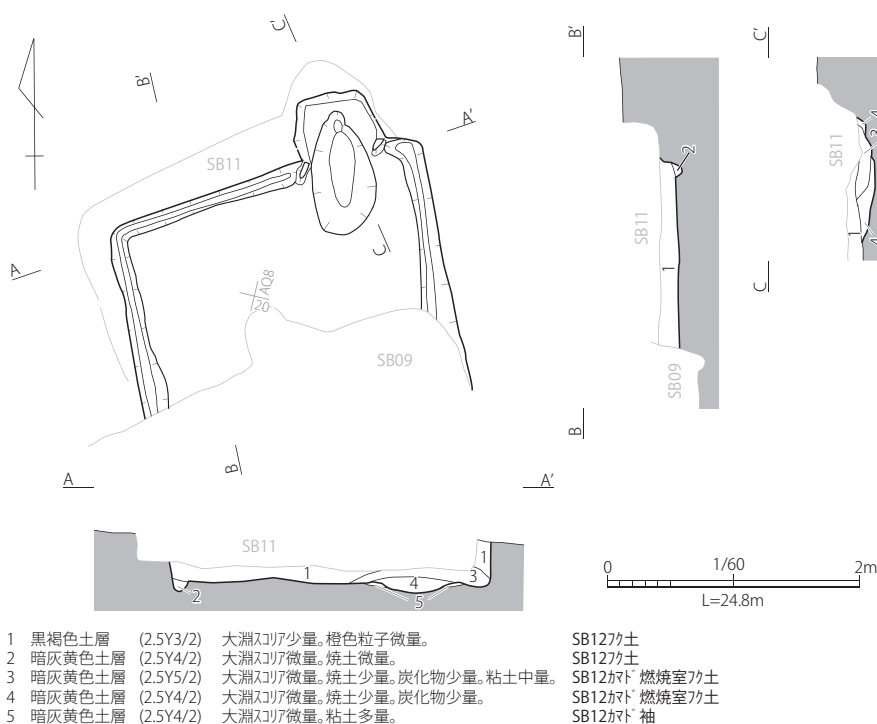 C'
B'
A'
SB11
A
C
AQ8
20
SB09
B
B'
2
SB11
1
SB09
B
C'
4
3
SB11
1
4
C
A
A'
SB11
1
1
2
4
3
5
0 1/60 2m
L=24.8m
1 黒褐色土層 (2.5Y3/2) 大淵スコリア少量。橙色粒子微量。 SB12フク土
2 暗灰黄色土層 (2.5Y4/2) 大淵スコリア微量。焼土微量。 SB12フク土
3 暗灰黄色土層 (2.5Y5/2) 大淵スコリア微量。焼土少量。炭化物少量。粘土中量。 SB12カマド 燃焼室フク土
4 暗灰黄色土層 (2.5Y4/2) 大淵スコリア微量。焼土少量。炭化物少量。 SB12カマド 燃焼室フク土
5 暗灰黄色土層 (2.5Y4/2) 大淵スコリア微量。粘土多量。 SB12カマド 袖